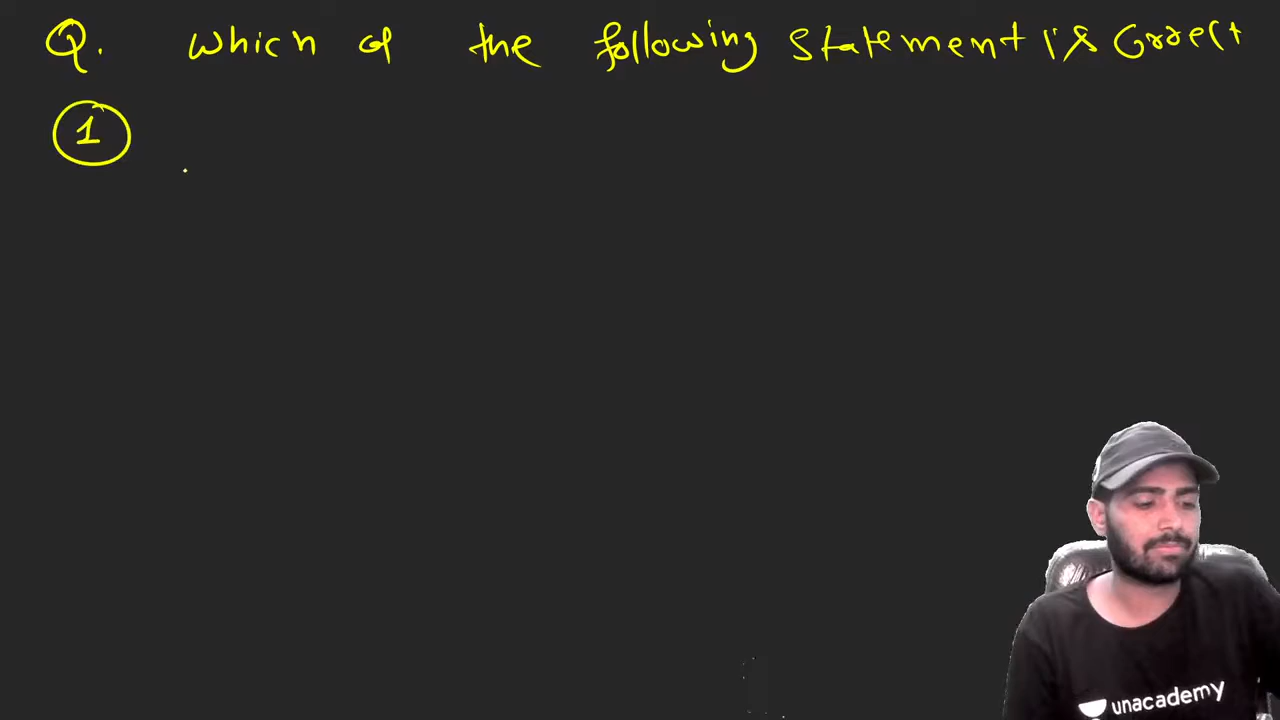 Q. which of the following statement is Correct
1
unacademy